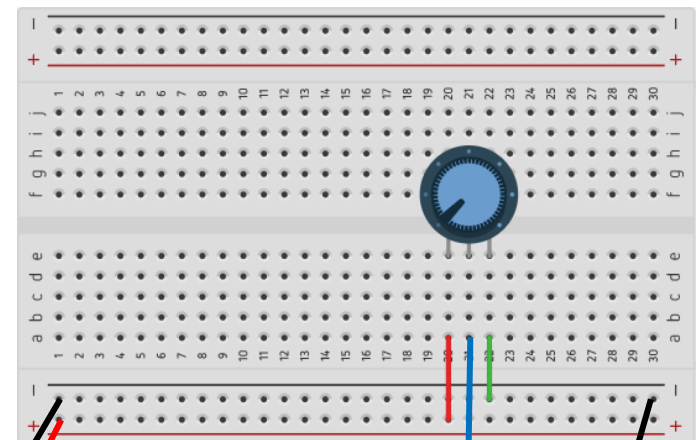 − −
+ +
1 2 3 4 5 6 7 8 9 10 11 12 13 14 15 16 17 18 19 20 21 22 23 24 25 26 27 28 29 30
j j
i i
h h
g g
f f
e e
d d
c c
b b
a a
1 2 3 4 5 6 7 8 9 10 11 12 13 14 15 16 17 18 19 20 21 22 23 24 25 26 27 28 29 30
− −
+ +